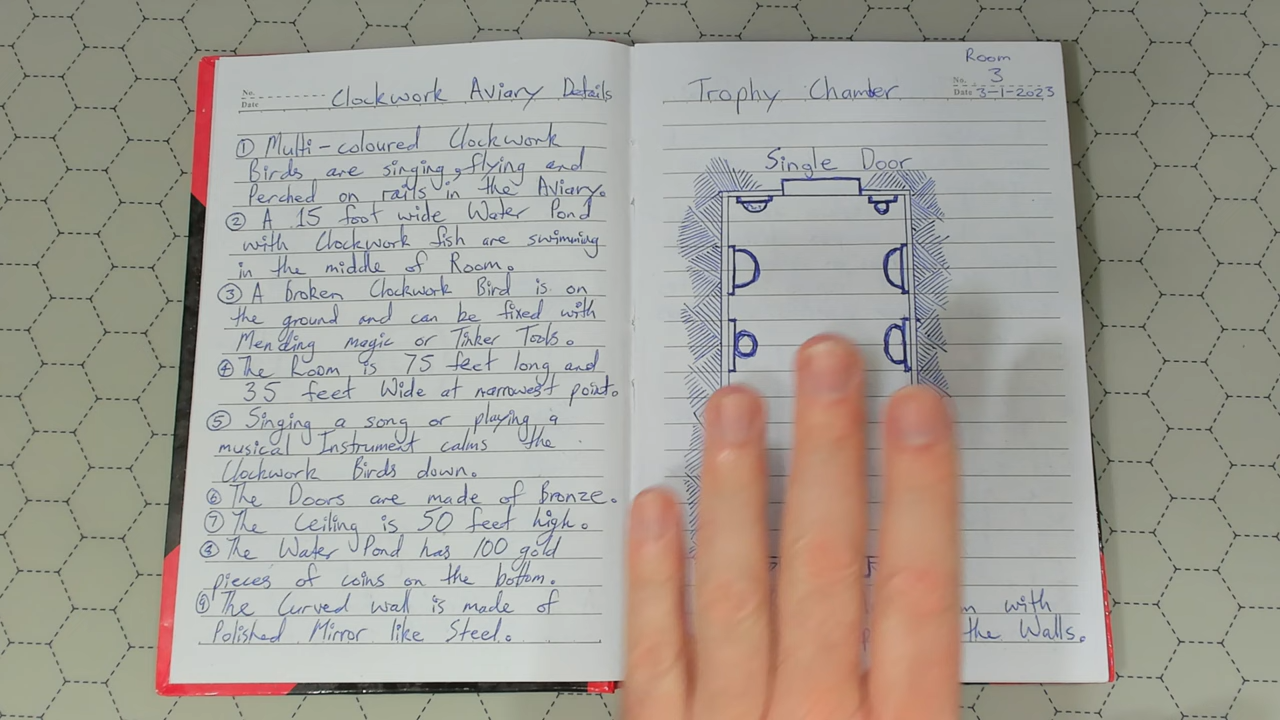 No.
Date
Clockwork Aviary Details
① Multi-coloured Clockwork
Birds are singing, flying and
Perched on rails in the Aviary.
② A 15 foot wide Water Pond
with Clockwork fish are swimming
in the middle of Room.
③ A broken Clockwork Bird is on
the ground and can be fixed with
Mending magic or Tinker Tools.
④ The Room is 75 feet long and
35 feet Wide at narrowest point.
⑤ Singing a song or playing a
musical Instrument calms the
Clockwork Birds down.
⑥ The Doors are made of Bronze.
⑦ The Ceiling is 50 feet high.
⑧ The Water Pond has 100 gold
pieces of coins on the bottom.
⑨ The Curved wall is made of
Polished Mirror like Steel.
Room
No. 3
Date 3-1-2023
Trophy Chamber
Single Door
with
the Walls.